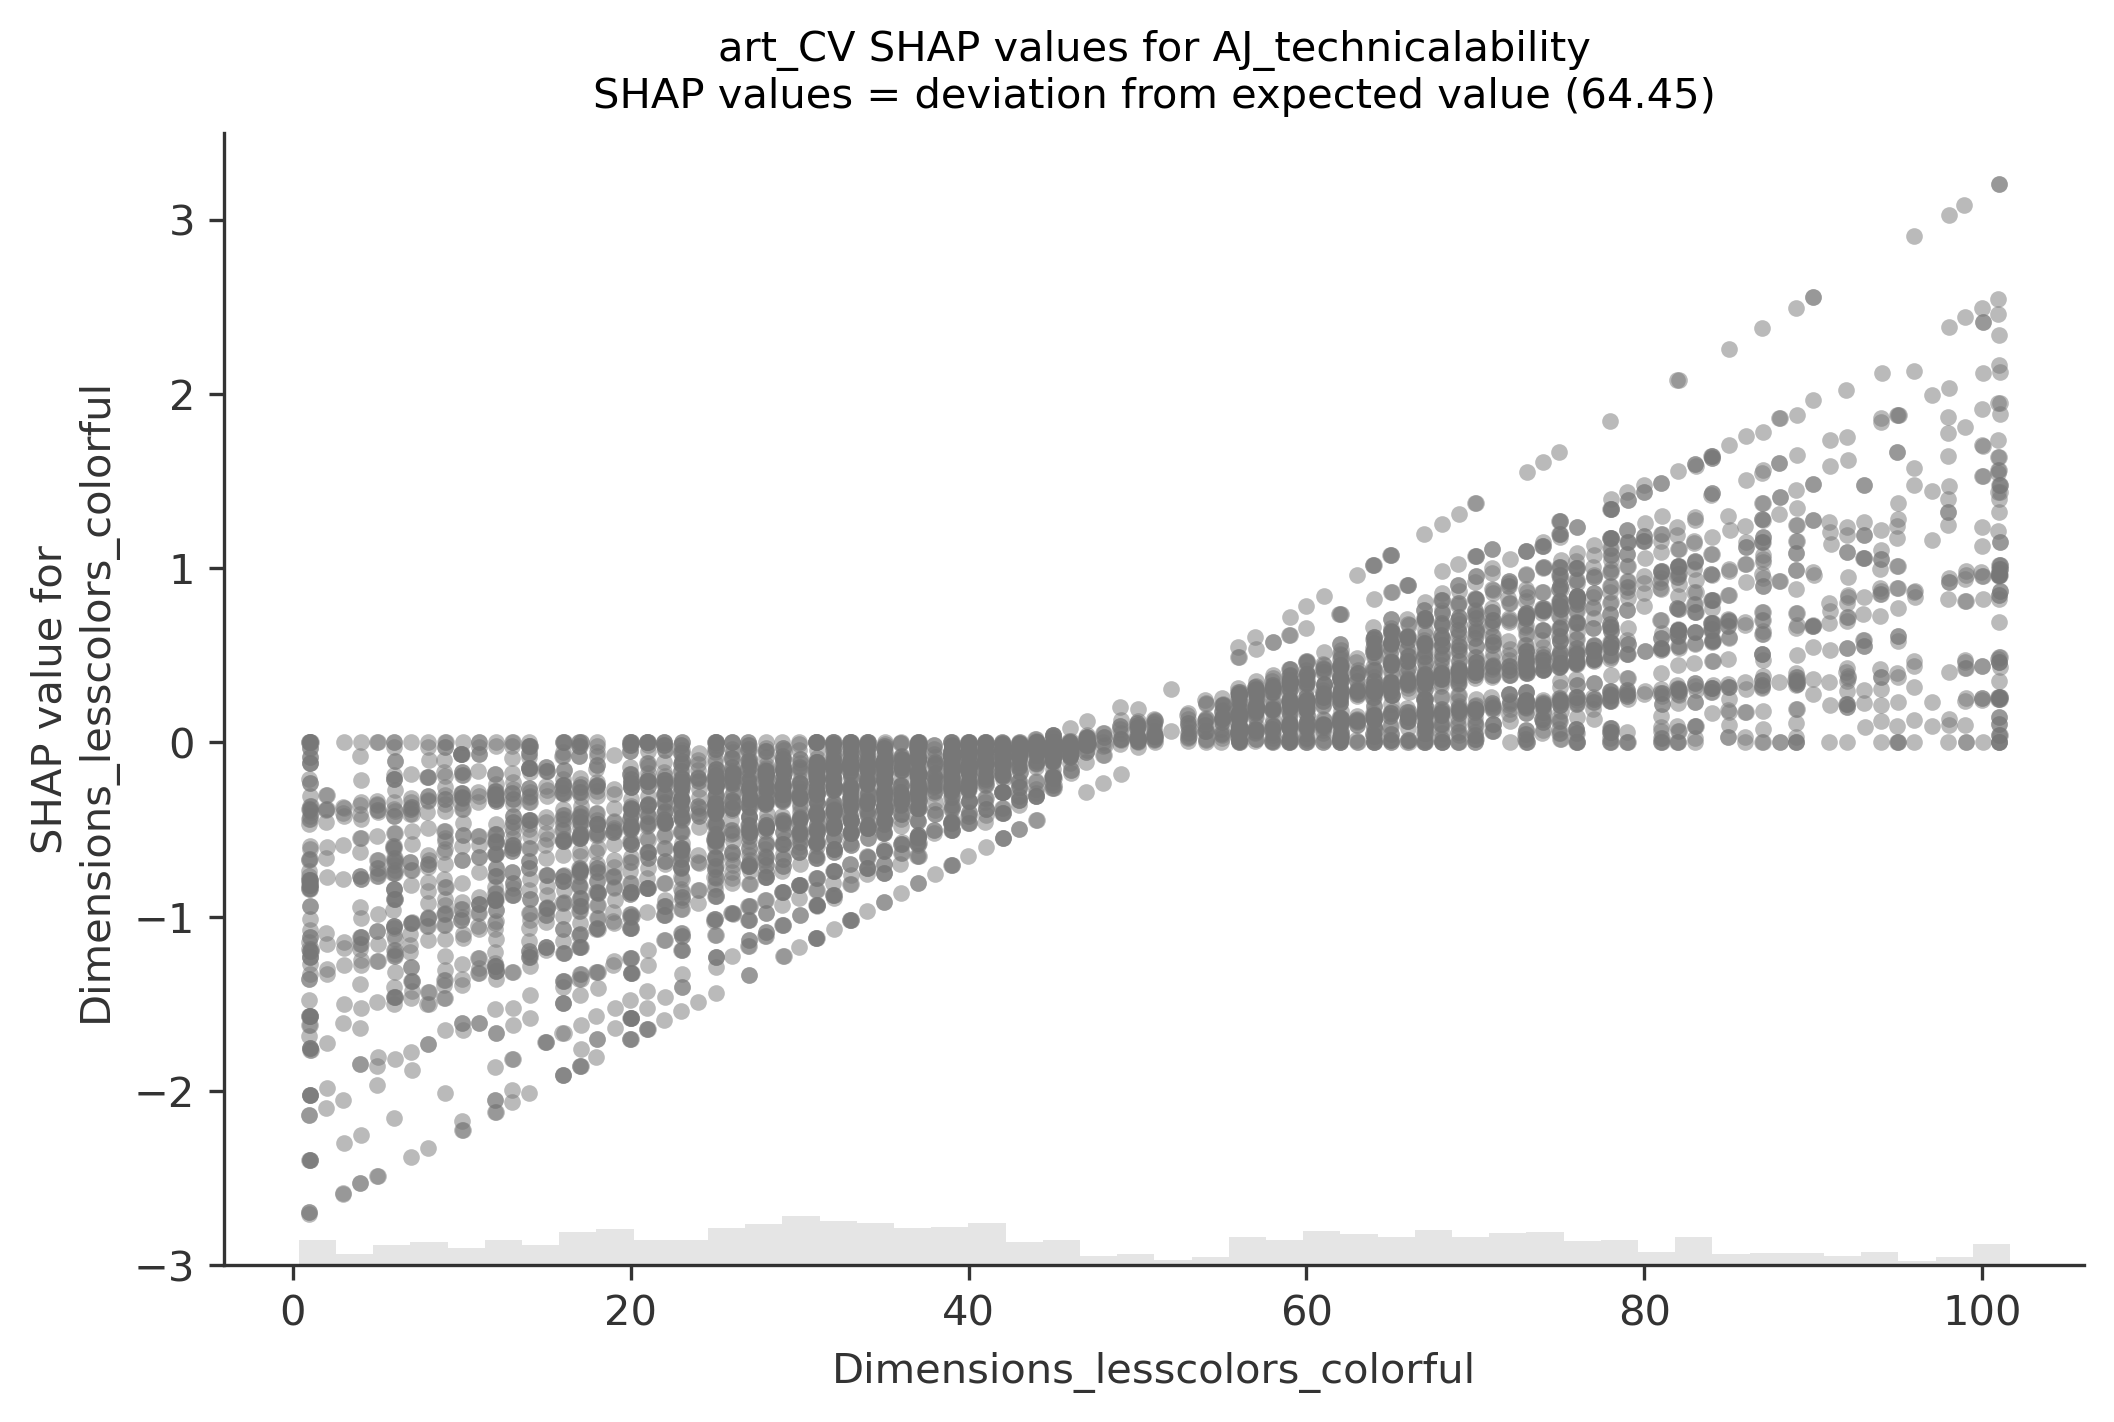 art_CV SHAP values for AJ_technicalability
SHAP values = deviation from expected value (64.45)
SHAP value for
Dimensions_lesscolors_colorful
3
2
1
0
−1
−2
−3
0
20
40
60
80
100
Dimensions_lesscolors_colorful